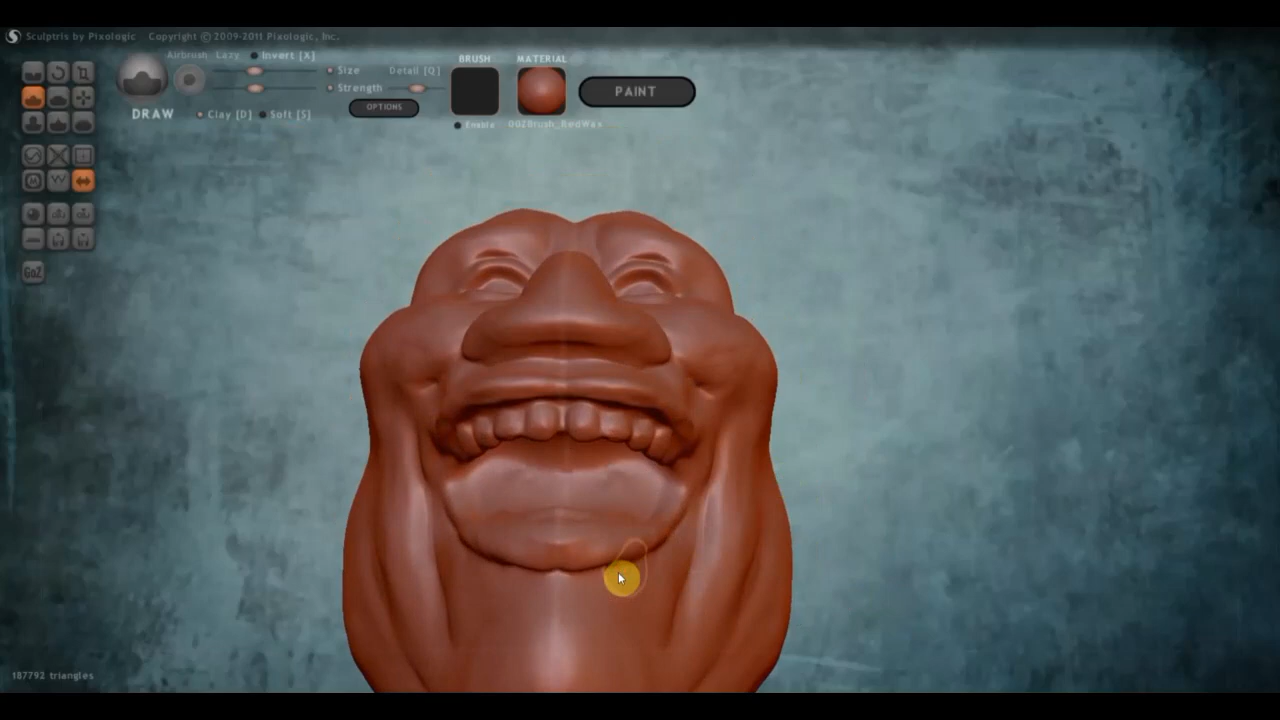 Sculptris by Pixologic Copyright © 2009-2011 Pixologic, Inc.
Airbrush Lazy Invert [X]
Size Detail [Q]
Strength
OPTIONS
DRAW Clay [D] Soft [S]
BRUSH
Enable
MATERIAL
00ZBrush_RedWax
PAINT
GoZ
187792 triangles